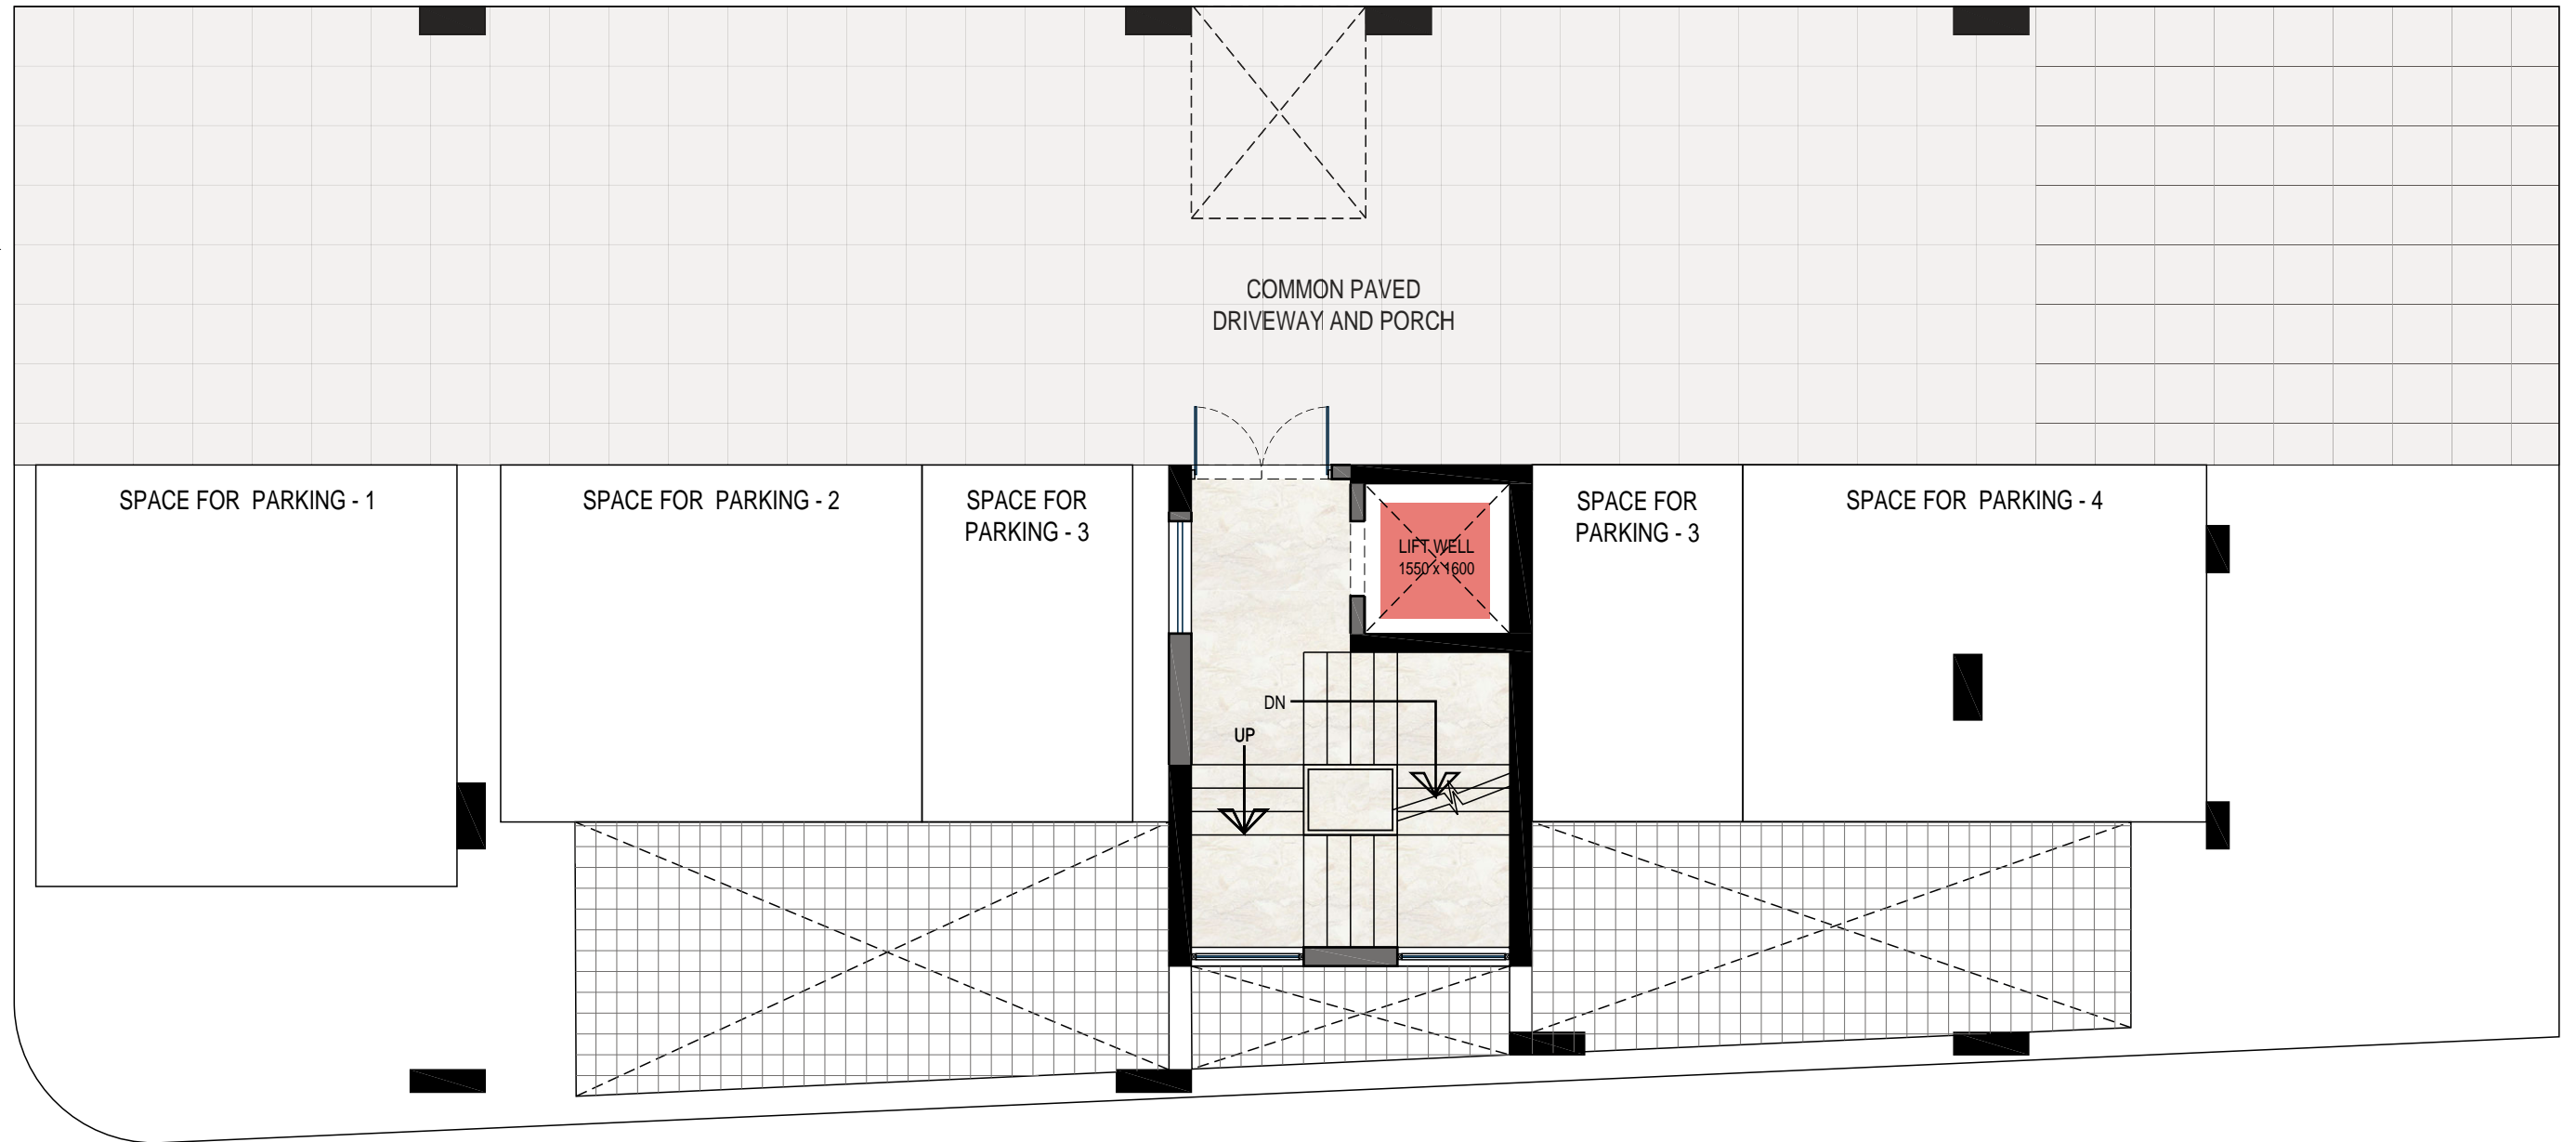 COMMON PAVED
DRIVEWAY AND PORCH
SPACE FOR PARKING - 1
SPACE FOR PARKING - 2
SPACE FOR
PARKING - 3
LIFT WELL
1550 x 1600
SPACE FOR
PARKING - 3
SPACE FOR PARKING - 4
DN
UP